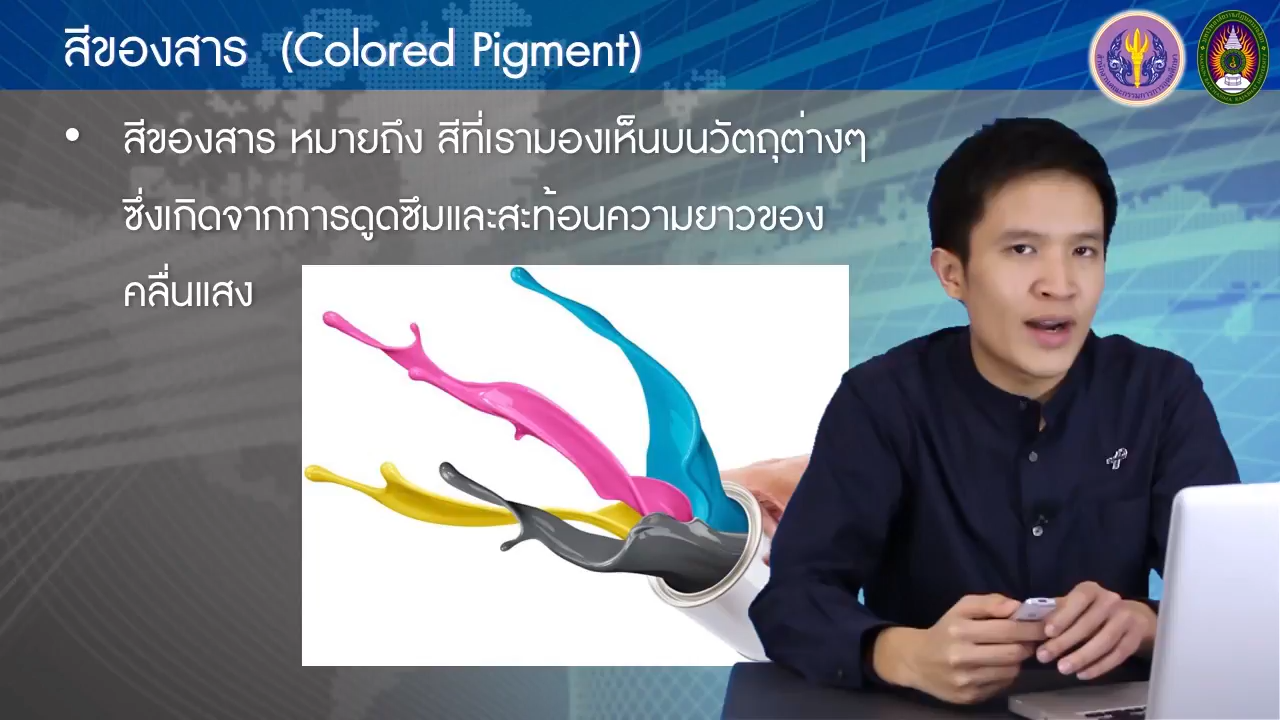 สีของสาร (Colored Pigment)
• สีของสาร หมายถึง สีที่เรามองเห็นบนวัตถุต่างๆ
ซึ่งเกิดจากการดูดซึมและสะท้อนความยาวของ
คลื่นแสง